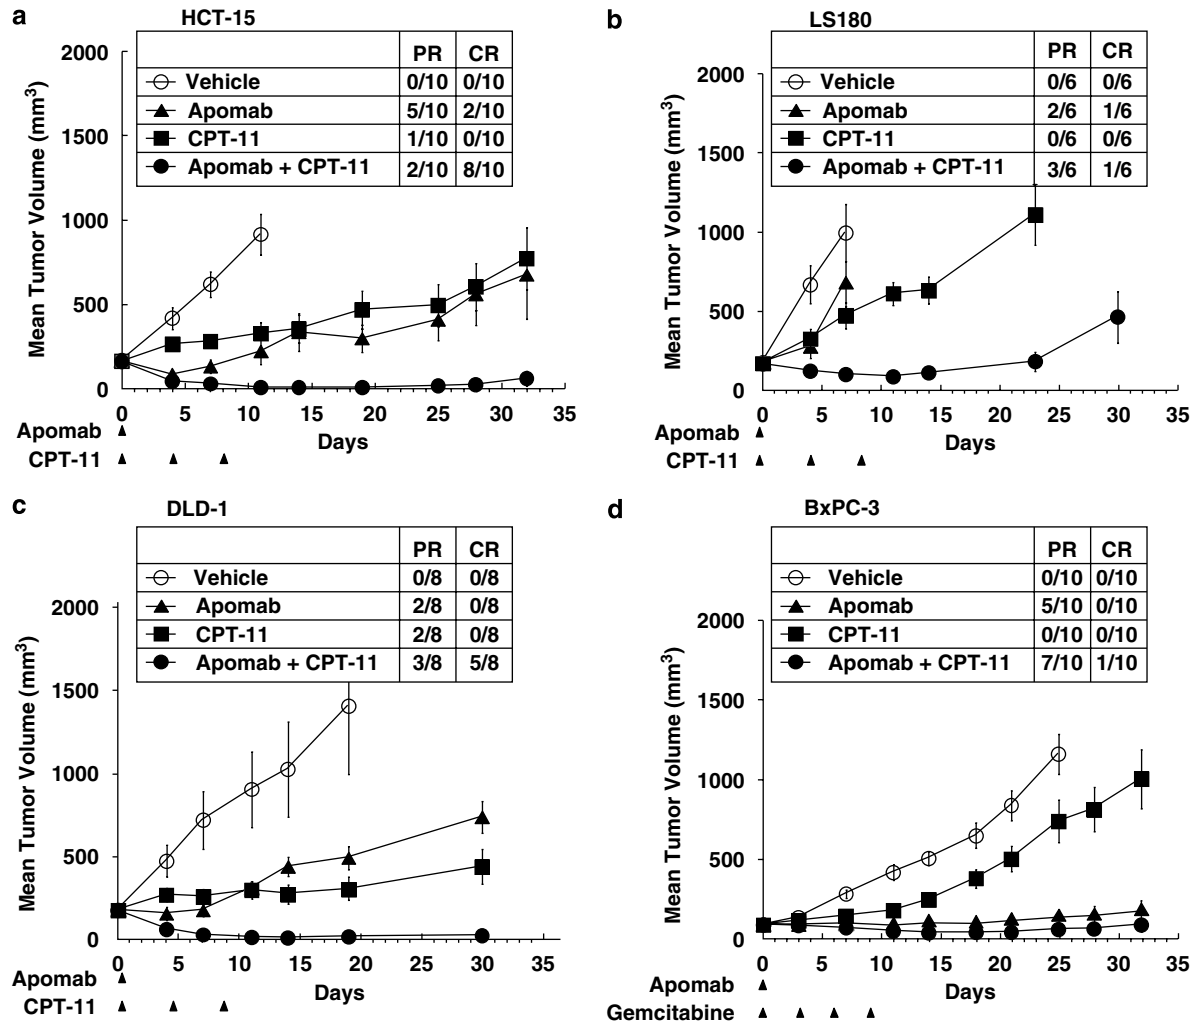 a HCT-15
PR CR
Vehicle 0/10 0/10
Apomab 5/10 2/10
CPT-11 1/10 0/10
Apomab + CPT-11 2/10 8/10
Mean Tumor Volume (mm3)
2000
1500
1000
500
0
0 5 10 15 20 25 30 35
Days
Apomab
CPT-11
b LS180
PR CR
Vehicle 0/6 0/6
Apomab 2/6 1/6
CPT-11 0/6 0/6
Apomab + CPT-11 3/6 1/6
Mean Tumor Volume (mm3)
2000
1500
1000
500
0
0 5 10 15 20 25 30 35
Days
Apomab
CPT-11
c DLD-1
PR CR
Vehicle 0/8 0/8
Apomab 2/8 0/8
CPT-11 2/8 0/8
Apomab + CPT-11 3/8 5/8
Mean Tumor Volume (mm3)
2000
1500
1000
500
0
0 5 10 15 20 25 30 35
Days
Apomab
CPT-11
d BxPC-3
PR CR
Vehicle 0/10 0/10
Apomab 5/10 0/10
CPT-11 0/10 0/10
Apomab + CPT-11 7/10 1/10
Mean Tumor Volume (mm3)
2000
1500
1000
500
0
0 5 10 15 20 25 30 35
Days
Apomab
Gemcitabine